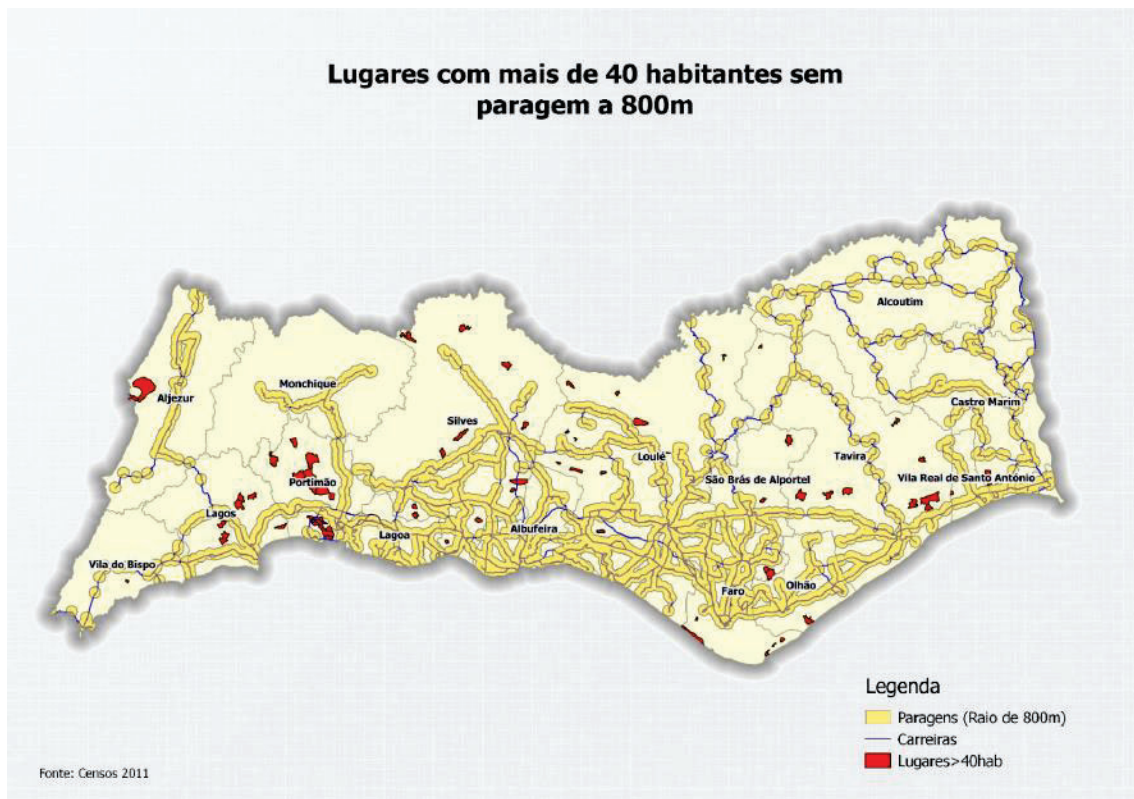 Lugares com mais de 40 habitantes sem
paragem a 800m
Alcoutim
Monchique
Aljezur
Castro Marim
Silves
Loulé
Tavira
Portimão
São Brás de Alportel
Vila Real de Santo António
Lagos
Albufeira
Lagoa
Vila do Bispo
Olhão
Faro
Legenda
Paragens (Raio de 800m)
Carreiras
Lugares>40hab
Fonte: Censos 2011